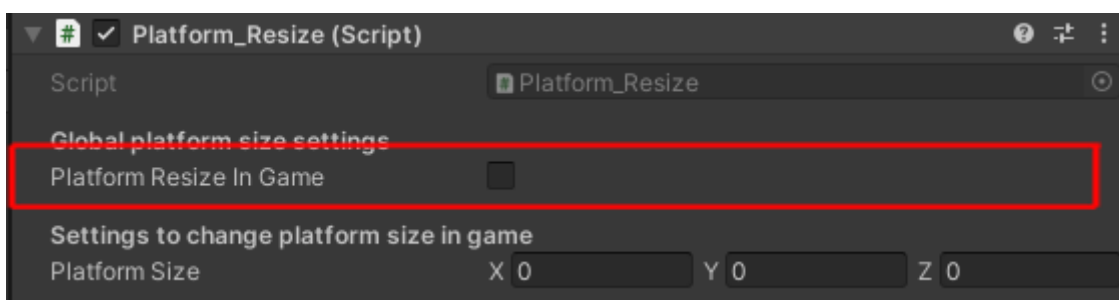 Platform_Resize (Script)
Script Platform_Resize
Global platform size settings
Platform Resize In Game
Settings to change platform size in game
Platform Size X 0 Y 0 Z 0